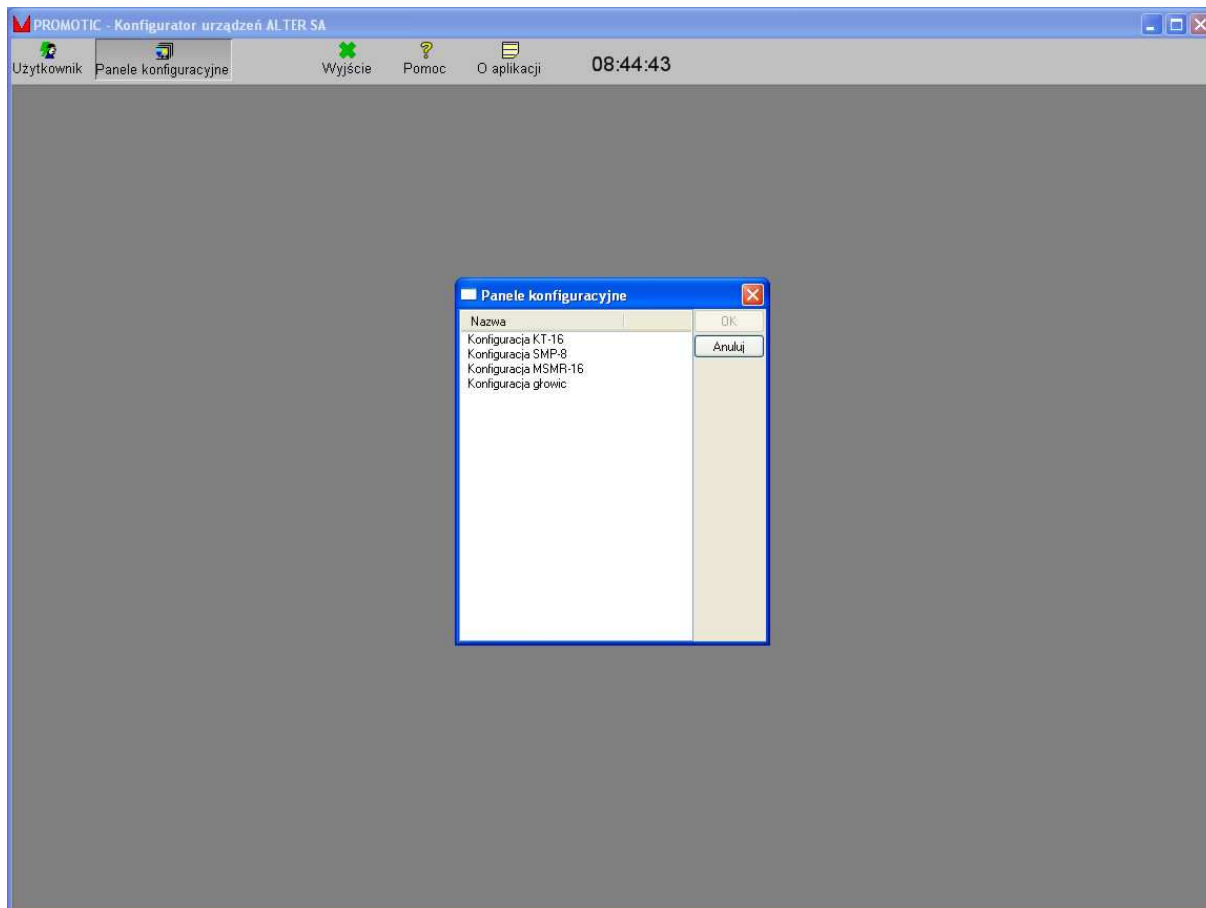 PROMOTIC - Konfigurator urządzeń ALTER SA
Użytkownik Panele konfiguracyjne Wyjście Pomoc O aplikacji 08:44:43
Panele konfiguracyjne
Nazwa OK
Konfiguracja KT-16 Anuluj
Konfiguracja SMP-8
Konfiguracja MSMR-16
Konfiguracja głowic